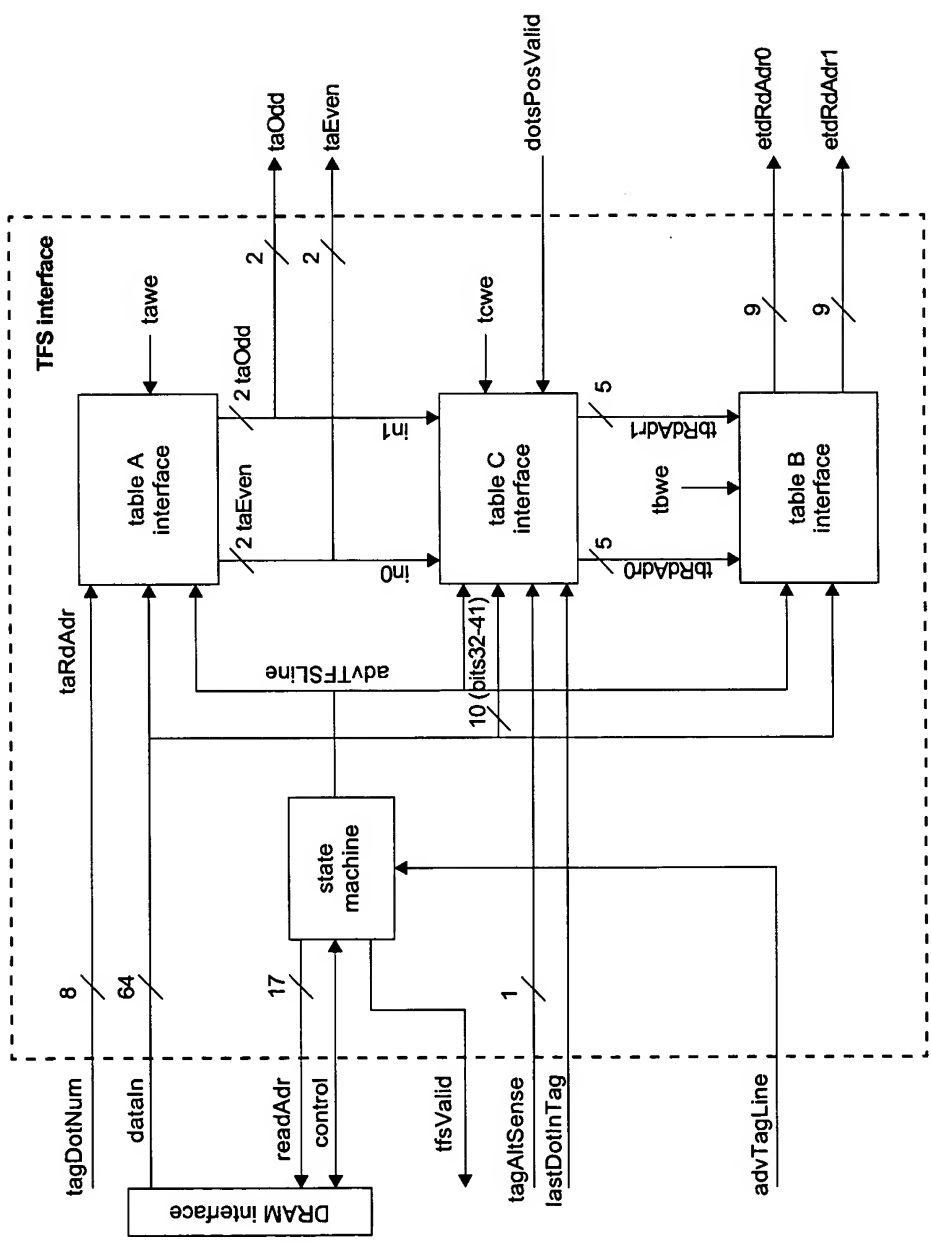 TFS interface
tagDotNum
8
taRdAdr
dataIn
64
table A
interface
tawe
2 taEven
2 taOdd
2
taOdd
2
taEven
DRAM interface
readAdr
17
control
tfsValid
state
machine
advTFSLine
10 (bits32-41)
in0
in1
table C
interface
tcwe
dotsPosValid
tagAltSense
1
lastDotInTag
5
tbRdAdr0
5
tbRdAdr1
tbwe
table B
interface
9
etdRdAdr0
9
etdRdAdr1
advTagLine